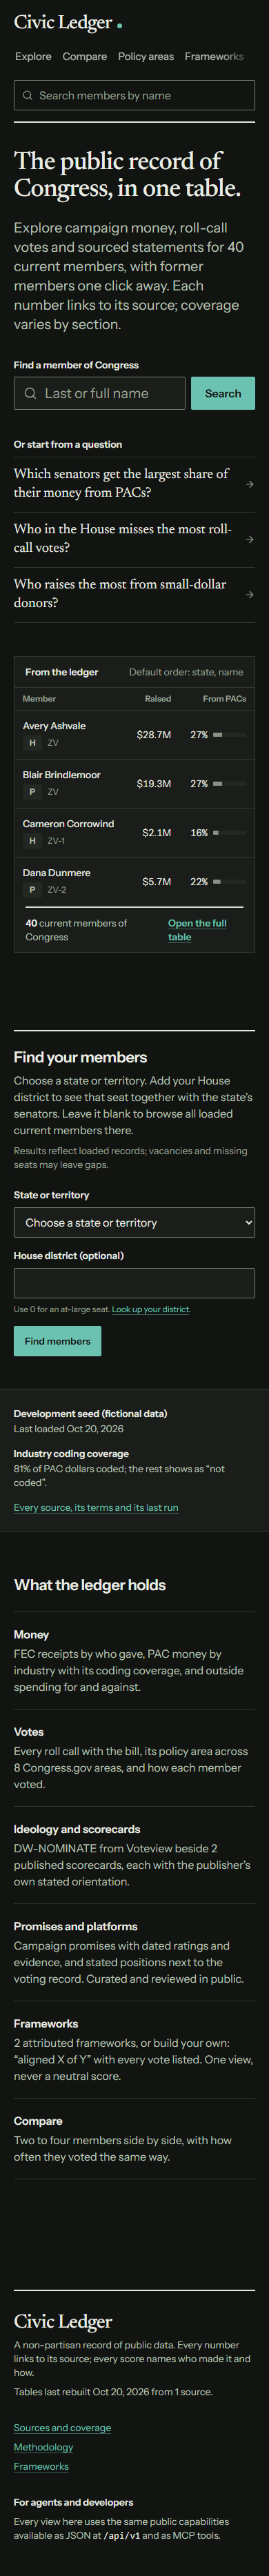 Civic Ledger
Explore Compare Policy areas Frameworks
Search members by name
The public record of
Congress, in one table.
Explore campaign money, roll-call
votes and sourced statements for 40
current members, with former
members one click away. Each
number links to its source; coverage
varies by section.
Find a member of Congress
Last or full name
Search
Or start from a question
Which senators get the largest share of
their money from PACs?
Who in the House misses the most roll-
call votes?
Who raises the most from small-dollar
donors?
From the ledger Default order: state, name
Member Raised From PACs
Avery Ashvale
H ZV $28.7M 27%
Blair Brindlemoor
P ZV $19.3M 27%
Cameron Corrowind
H ZV-1 $2.1M 16%
Dana Dunmere
P ZV-2 $5.7M 22%
40 current members of
Congress
Open the full
table
Find your members
Choose a state or territory. Add your House
district to see that seat together with the state's
senators. Leave it blank to browse all loaded
current members there.
Results reflect loaded records; vacancies and missing
seats may leave gaps.
State or territory
Choose a state or territory
House district (optional)
Use 0 for an at-large seat. Look up your district.
Find members
Development seed (fictional data)
Last loaded Oct 20, 2026
Industry coding coverage
81% of PAC dollars coded; the rest shows as “not
coded”.
Every source, its terms and its last run
What the ledger holds
Money
FEC receipts by who gave, PAC money by
industry with its coding coverage, and outside
spending for and against.
Votes
Every roll call with the bill, its policy area across
8 Congress.gov areas, and how each member
voted.
Ideology and scorecards
DW-NOMINATE from Voteview beside 2
published scorecards, each with the publisher's
own stated orientation.
Promises and platforms
Campaign promises with dated ratings and
evidence, and stated positions next to the
voting record. Curated and reviewed in public.
Frameworks
2 attributed frameworks, or build your own:
“aligned X of Y” with every vote listed. One view,
never a neutral score.
Compare
Two to four members side by side, with how
often they voted the same way.
Civic Ledger
A non-partisan record of public data. Every number
links to its source; every score names who made it and
how.
Tables last rebuilt Oct 20, 2026 from 1 source.
Sources and coverage
Methodology
Frameworks
For agents and developers
Every view here uses the same public capabilities
available as JSON at /api/v1 and as MCP tools.